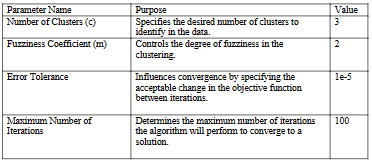 Parameter Name Purpose Value
Number of Clusters (c) Specifies the desired number of clusters to 3
identify in the data.
Fuzziness Coefficient (m) Controls the degree of fuzziness in the 2
clustering.
Error Tolerance Influences convergence by specifying the 1e-5
acceptable change in the objective function
between iterations.
Maximum Number of Determines the maximum number of iterations 100
Iterations the algorithm will perform to converge to a
solution.